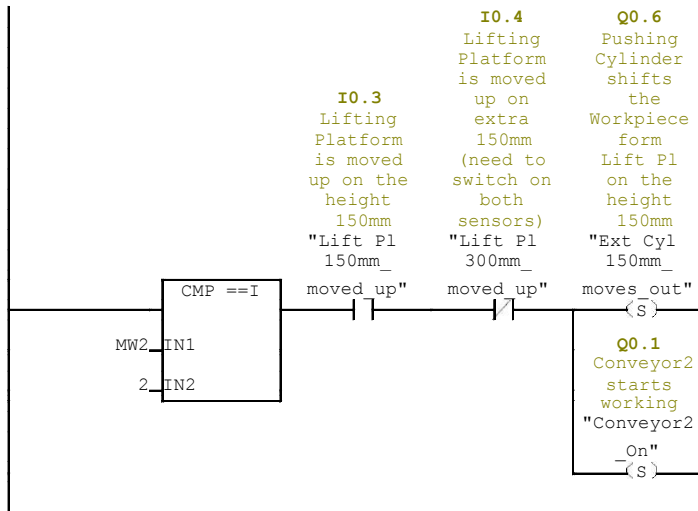 I0.3
Lifting
Platform
is moved
up on the
height
150mm
"Lift Pl
150mm_
moved_up"
I0.4
Lifting
Platform
is moved
up on
extra
150mm
(need to
switch on
both
sensors)
"Lift Pl
300mm_
moved_up"
Q0.6
Pushing
Cylinder
shifts
the
Workpiece
form
Lift Pl
on the
height
150mm
"Ext Cyl
150mm_
moves_out"
(S)
CMP ==I
MW2 IN1
2 IN2
Q0.1
Conveyor2
starts
working
"Conveyor2
_On"
(S)